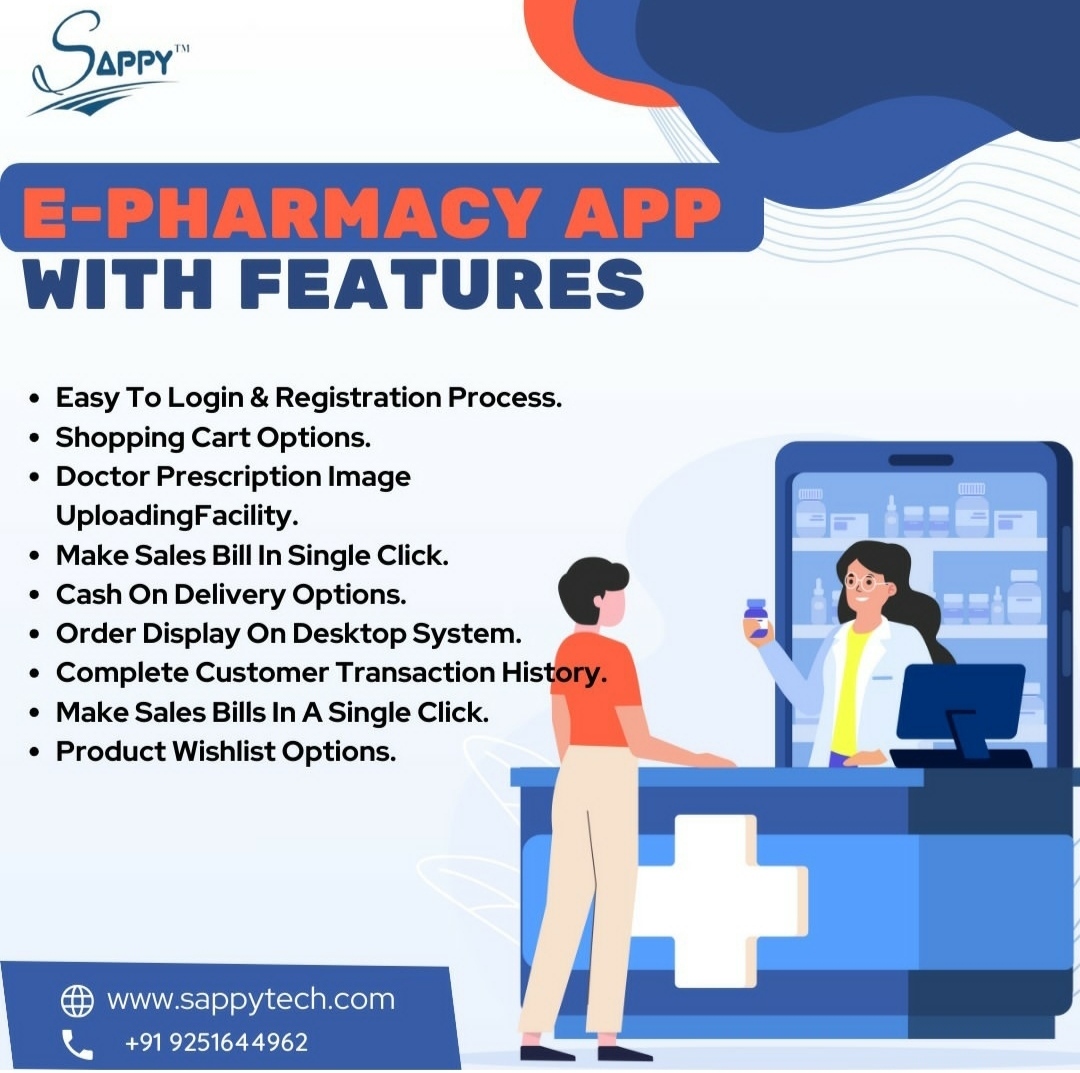 SAPPY™
E-PHARMACY APP
WITH FEATURES
• Easy To Login & Registration Process.
• Shopping Cart Options.
• Doctor Prescription Image
UploadingFacility.
• Make Sales Bill In Single Click.
• Cash On Delivery Options.
• Order Display On Desktop System.
• Complete Customer Transaction History.
• Make Sales Bills In A Single Click.
• Product Wishlist Options.
www.sappytech.com
+91 9251644962